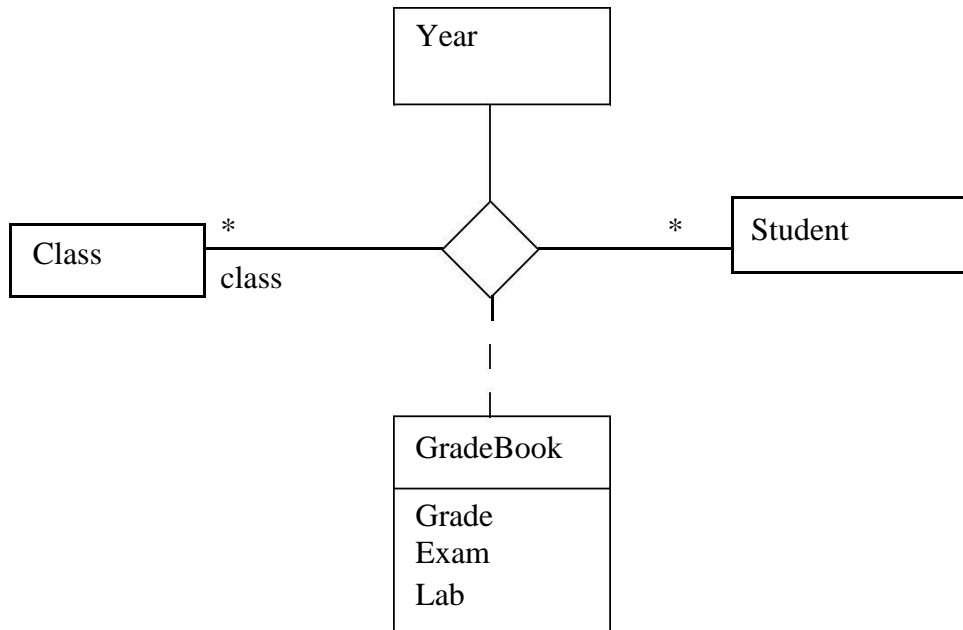 Year
*
*
Student
Class
class
GradeBook
Grade
Exam
Lab